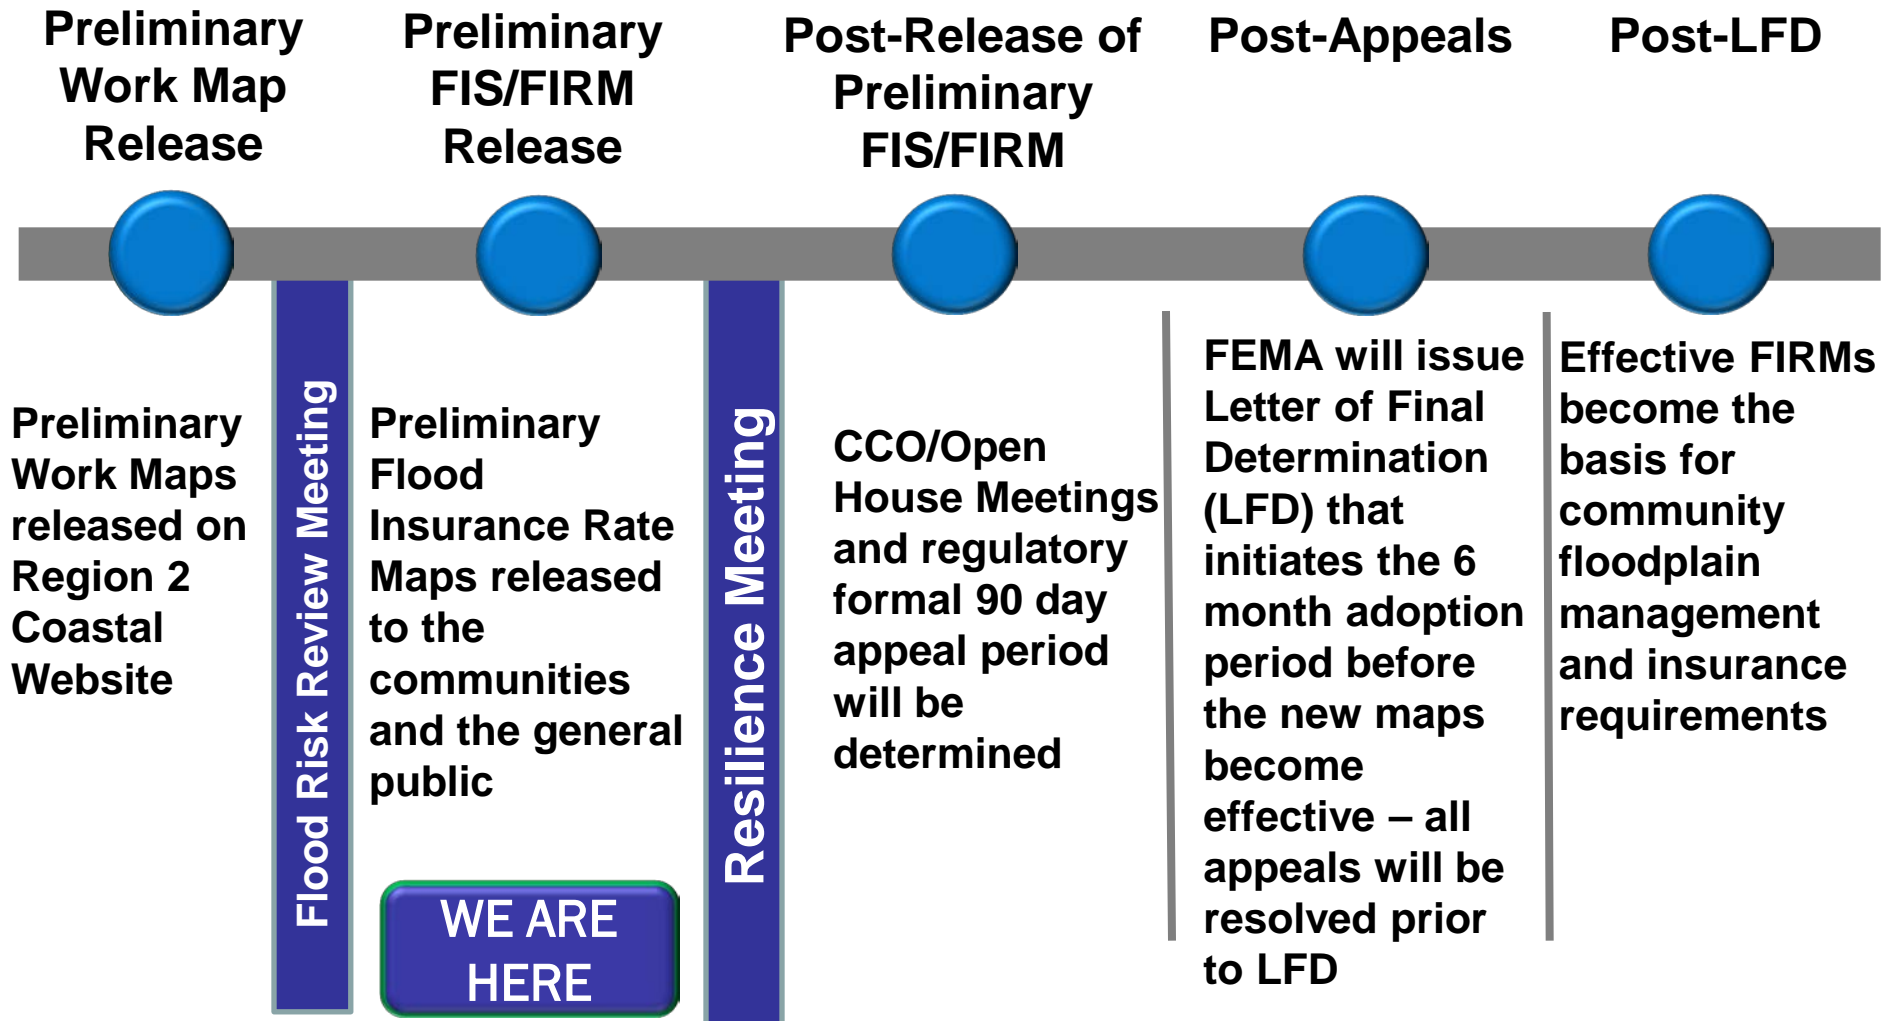 Preliminary
Work Map
Release
Preliminary
FIS/FIRM
Release
Post-Release of
Preliminary
FIS/FIRM
Post-Appeals
Post-LFD
Preliminary
Work Maps
released on
Region 2
Coastal
Website
Flood Risk Review Meeting
Preliminary
Flood
Insurance Rate
Maps released
to the
communities
and the general
public
WE ARE
HERE
Resilience Meeting
CCO/Open
House Meetings
and regulatory
formal 90 day
appeal period
will be
determined
FEMA will issue
Letter of Final
Determination
(LFD) that
initiates the 6
month adoption
period before
the new maps
become
effective – all
appeals will be
resolved prior
to LFD
Effective FIRMs
become the
basis for
community
floodplain
management
and insurance
requirements